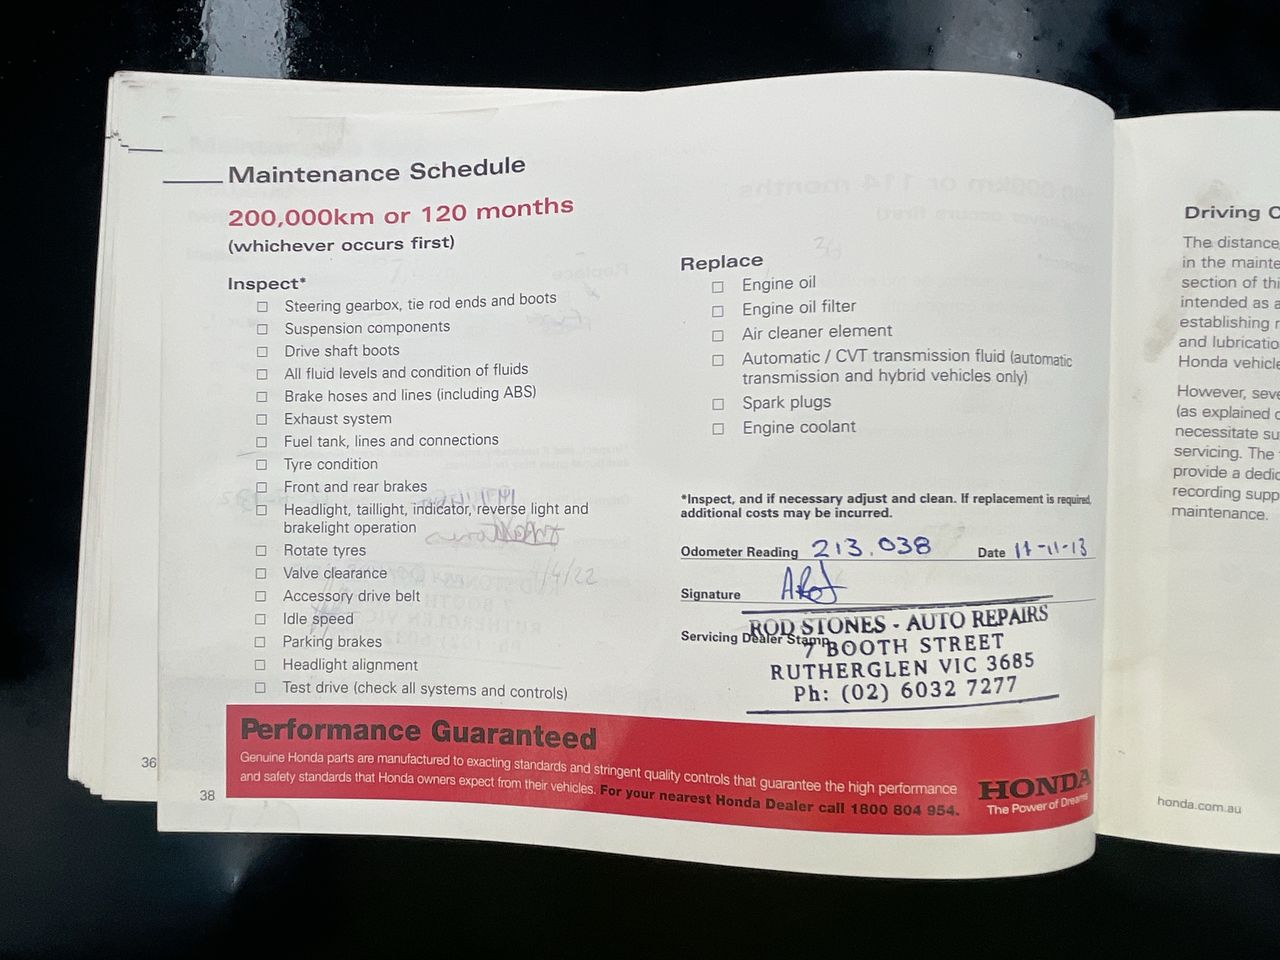 Maintenance Schedule
200,000km or 120 months
(whichever occurs first)
Inspect*
Steering gearbox, tie rod ends and boots
Suspension components
Drive shaft boots
All fluid levels and condition of fluids
Brake hoses and lines (including ABS)
Exhaust system
Fuel tank, lines and connections
Tyre condition
Front and rear brakes
Headlight, taillight, indicator, reverse light and
brakelight operation
Rotate tyres
Valve clearance
Accessory drive belt
Idle speed
Parking brakes
Headlight alignment
Test drive (check all systems and controls)
Replace
Engine oil
Engine oil filter
Air cleaner element
Automatic / CVT transmission fluid (automatic
transmission and hybrid vehicles only)
Spark plugs
Engine coolant
*Inspect, and if necessary adjust and clean. If replacement is required,
additional costs may be incurred.
Odometer Reading 213.038 Date 11-11-13
Signature
Servicing Dealer Stamp
ROD STONES - AUTO REPAIRS
7 BOOTH STREET
RUTHERGLEN VIC 3685
Ph: (02) 6032 7277
Performance Guaranteed
Genuine Honda parts are manufactured to exacting standards and stringent quality controls that guarantee the high performance
and safety standards that Honda owners expect from their vehicles. For your nearest Honda Dealer call 1800 804 954.
HONDA
The Power of Dreams
36
38
Driving
The distance
in the
section of
intended as
establishing
and
Honda
However,
(as explained
necessitate
servicing. The
provide a
recording
maintenance.
honda.com.au